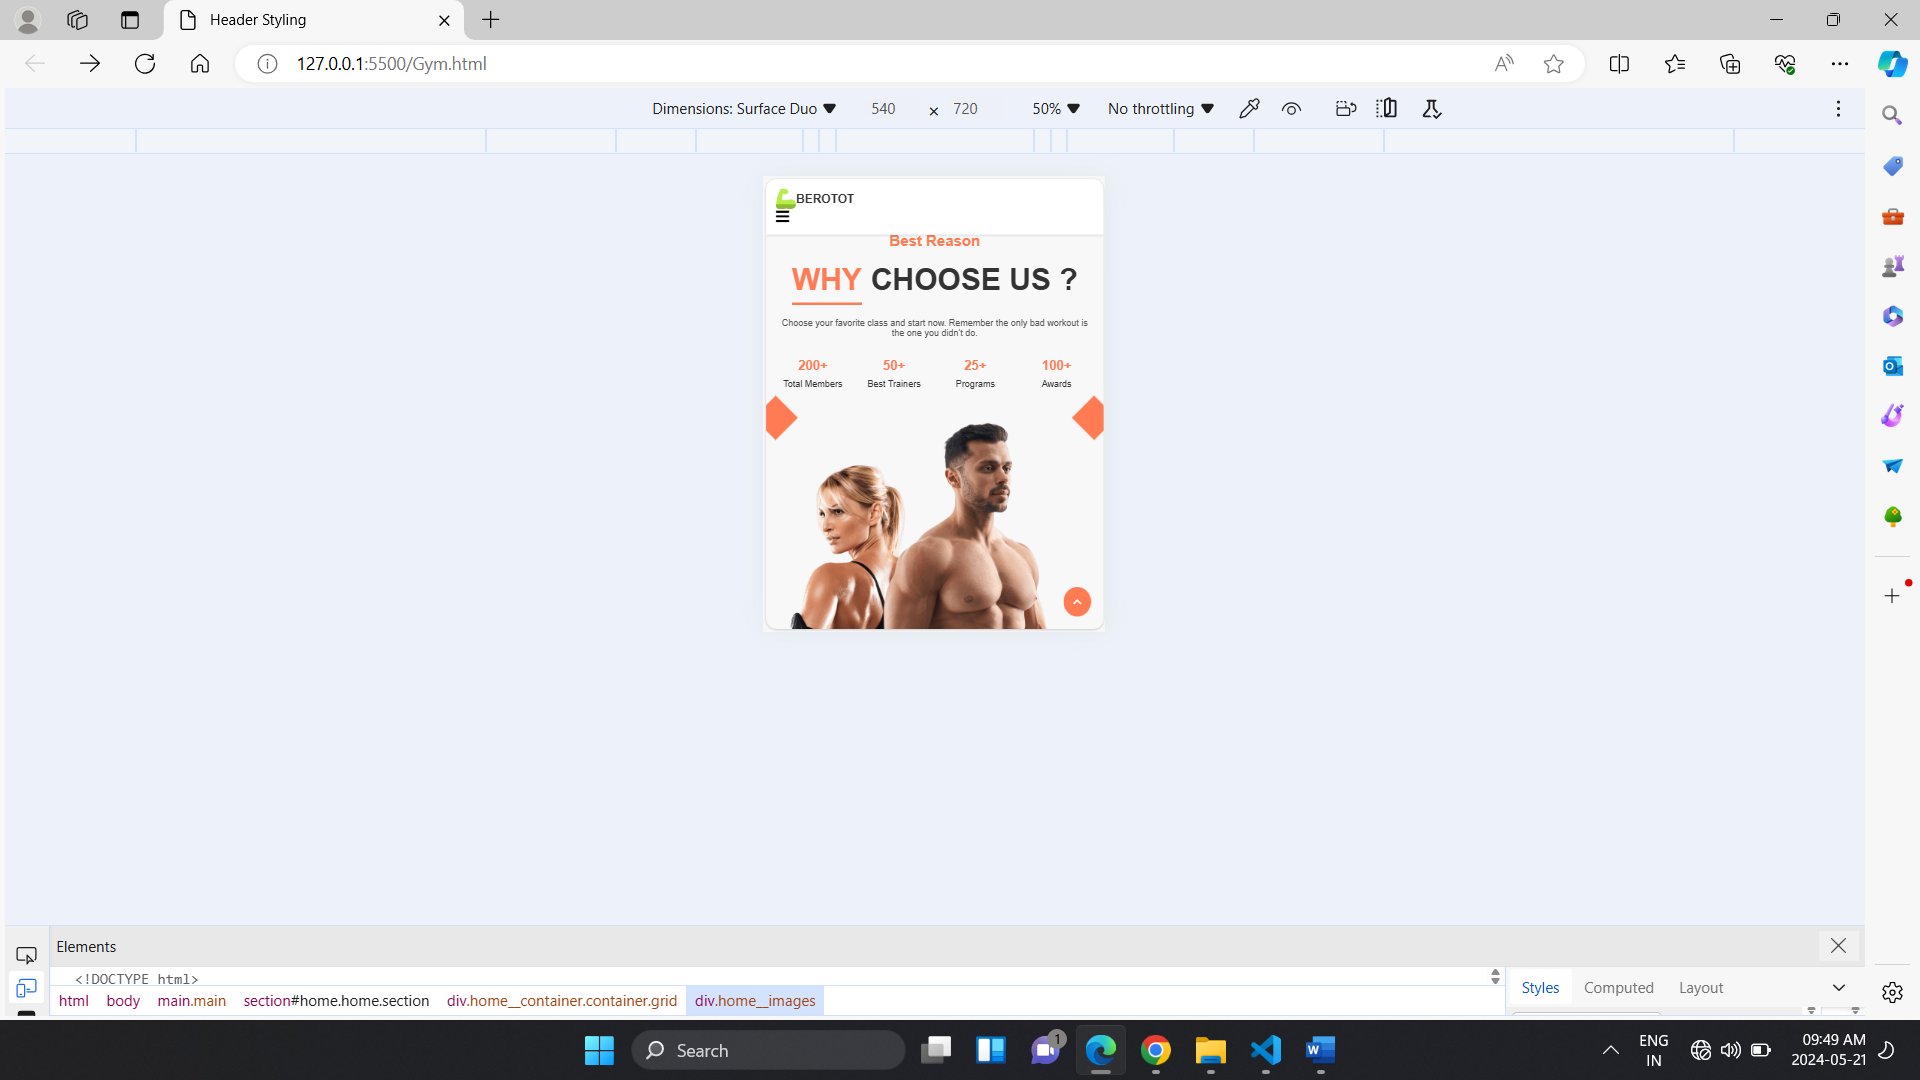 Header Styling
127.0.0.1:5500/Gym.html
Dimensions: Surface Duo 540 × 720 50% No throttling
BEROTOT
Best Reason
WHY CHOOSE US ?
Choose your favorite class and start now. Remember the only bad workout is
the one you didn't do.
200+ 50+ 25+ 100+
Total Members Best Trainers Programs Awards
Elements
<!DOCTYPE html>
html body main.main section#home.home.section div.home__container.container.grid div.home__images
Styles Computed Layout
Search
1
ENG
IN
09:49 AM
2024-05-21